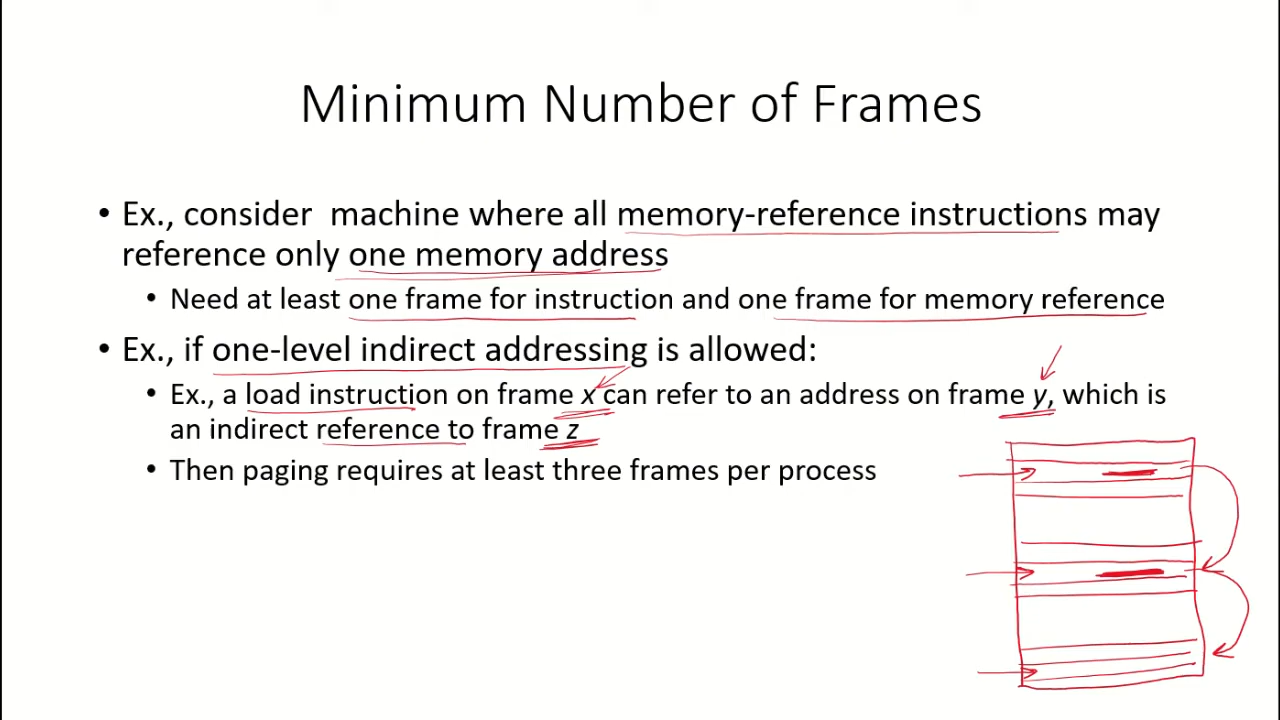 Minimum Number of Frames
• Ex., consider machine where all memory-reference instructions may
reference only one memory address
• Need at least one frame for instruction and one frame for memory reference
• Ex., if one-level indirect addressing is allowed:
• Ex., a load instruction on frame x can refer to an address on frame y, which is
an indirect reference to frame z
• Then paging requires at least three frames per process